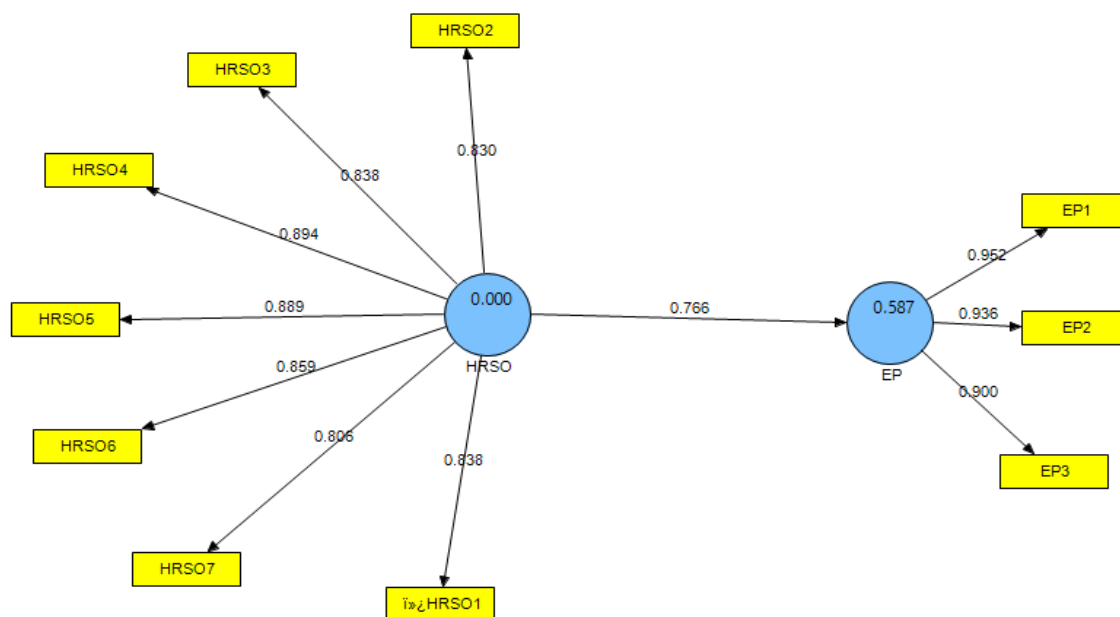 HRSO2
HRSO3
0.830
0.838
HRSO4
0.894
EP1
0.952
0.000
0.587
HRSO5
0.889
0.766
0.936
EP2
HRSO
EP
0.859
0.900
HRSO6
0.806
0.838
EP3
HRSO7
HRSO1